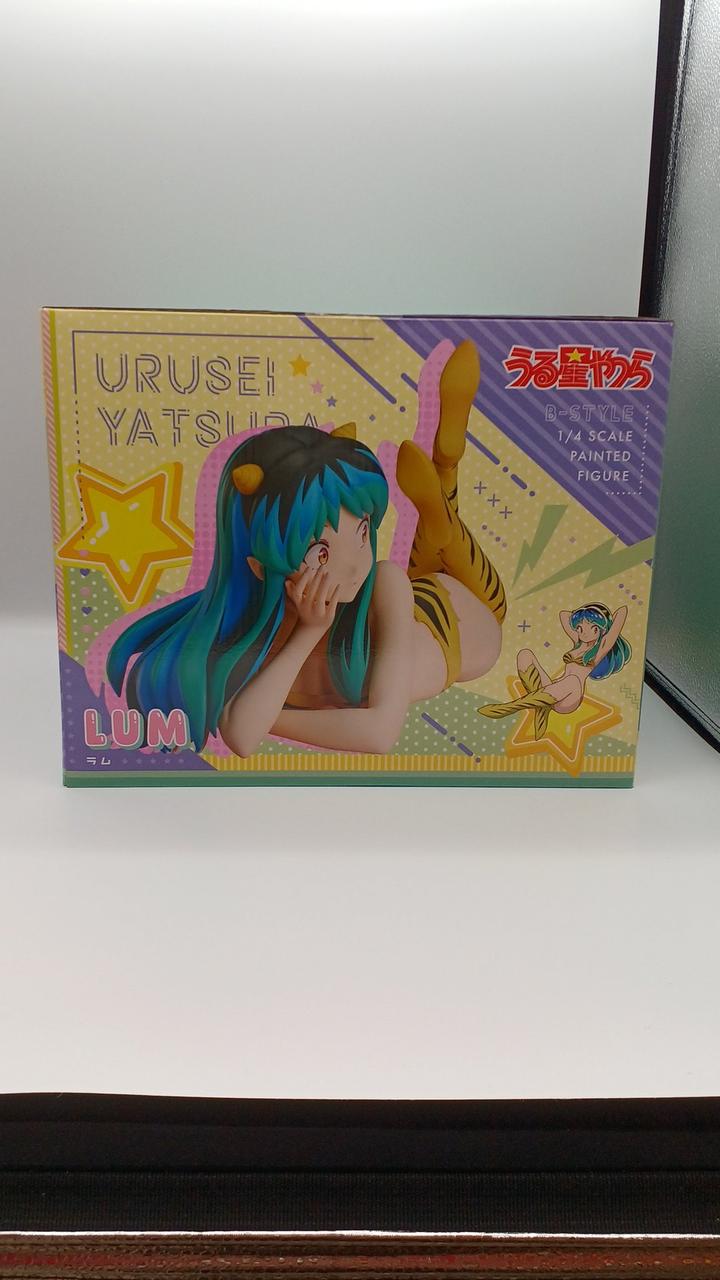 URUSEI
YATSURA
うる星やつら
B-STYLE
1/4 SCALE
PAINTED
FIGURE
LUM
ラム